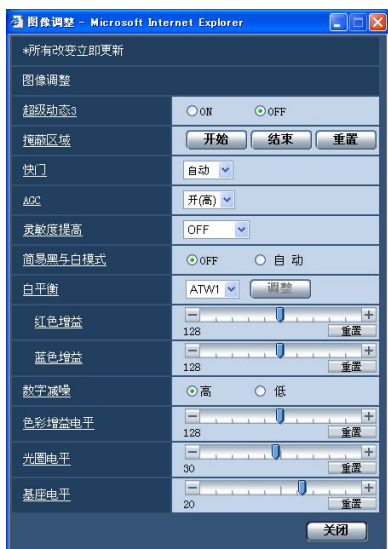 图像调整 - Microsoft Internet Explorer
*所有改变立即更新
图像调整
超级动态3 ON OFF
掩蔽区域 开始 结束 重置
快门 自动
AGC 开(高)
灵敏度提高 OFF
简易黑与白模式 OFF 自 动
白平衡 ATW1 调整
红色增益 - +
128 重置
蓝色增益 - +
128 重置
数字减噪 高 低
色彩增益电平 - +
128 重置
光圈电平 - +
30 重置
基座电平 - +
20 重置
关闭